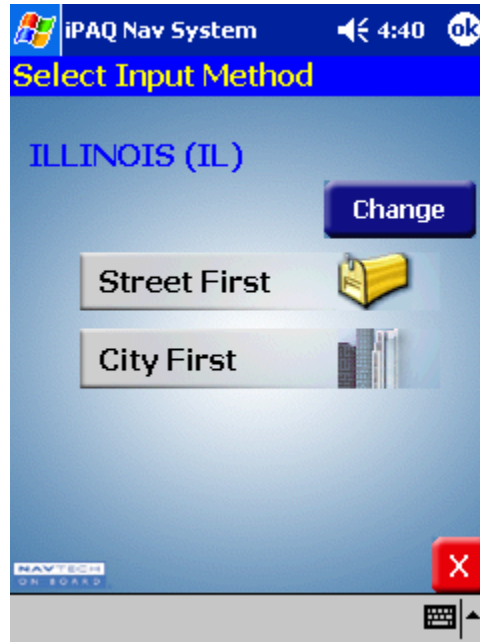 iPAQ Nav System 4:40 ok
Select Input Method
ILLINOIS (IL)
Change
Street First
City First
NAVTECH
ON BOARD
X